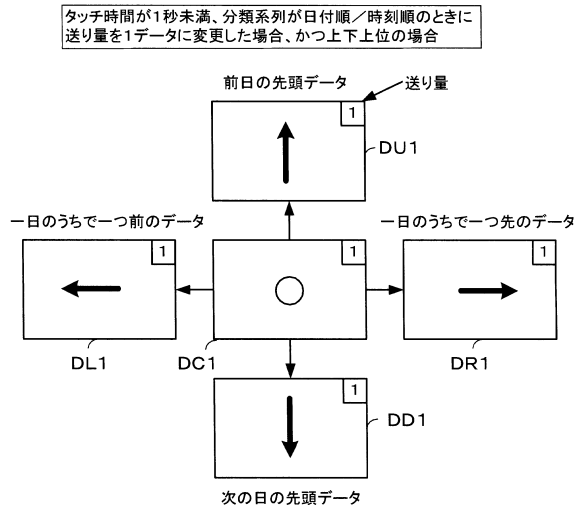 タッチ時間が1秒未満、分類系列が日付順／時刻順のときに
送り量を1データに変更した場合、かつ上下上位の場合
前日の先頭データ
送り量
1
DU1
一日のうちで一つ前のデータ
一日のうちで一つ先のデータ
1
1
1
DL1
DC1
DR1
1
DD1
次の日の先頭データ